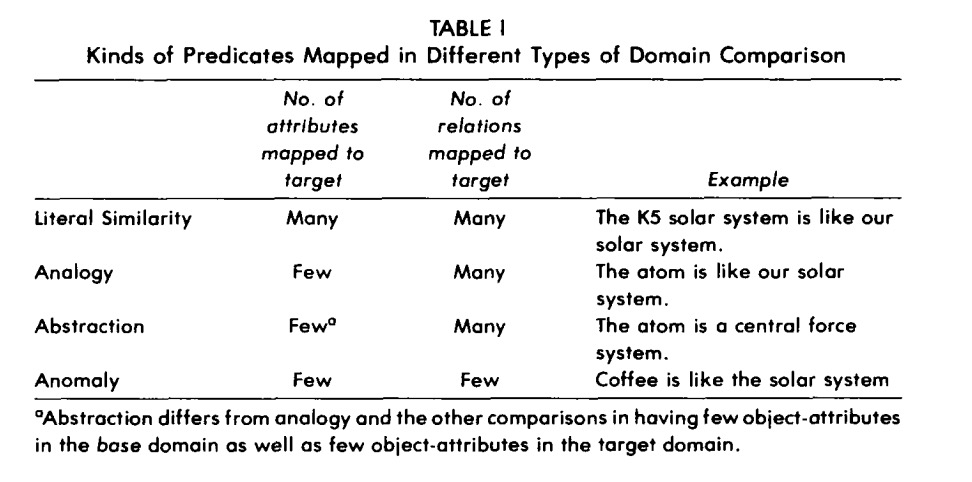 TABLE I
Kinds of Predicates Mapped in Different Types of Domain Comparison
No. of attributes mapped to target
No. of relations mapped to target
Example
Literal Similarity Many Many The K5 solar system is like our
solar system.
Analogy Few Many The atom is like our solar
system.
Abstraction Fewᵃ Many The atom is a central force
system.
Anomaly Few Few Coffee is like the solar system
ᵃAbstraction differs from analogy and the other comparisons in having few object-attributes
in the base domain as well as few object-attributes in the target domain.